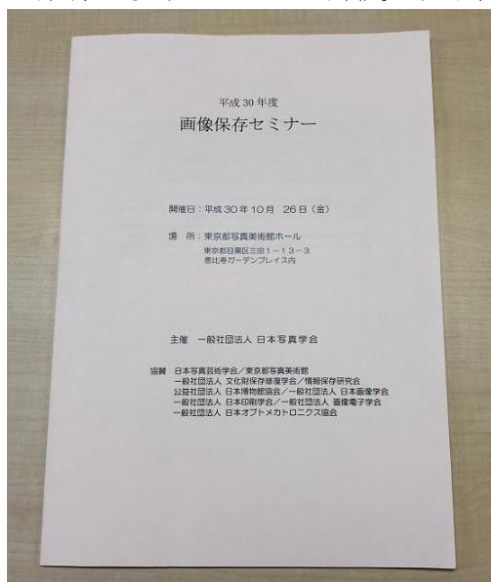 平成 30 年度
画像保存セミナー
開催日：平成 30 年 10 月　26 日（金）
場　所：東京都写真美術館ホール
東京都目黒区三田１－１３－３
恵比寿ガーデンプレイス内
主催　一般社団法人 日本写真学会
協賛　日本写真芸術学会／東京都写真美術館
一般社団法人 文化財保存修復学会／情報保存研究会
公益社団法人 日本博物館協会／一般社団法人 日本画像学会
一般社団法人 日本印刷学会／一般社団法人 画像電子学会
一般社団法人 日本オプトメカトロニクス協会